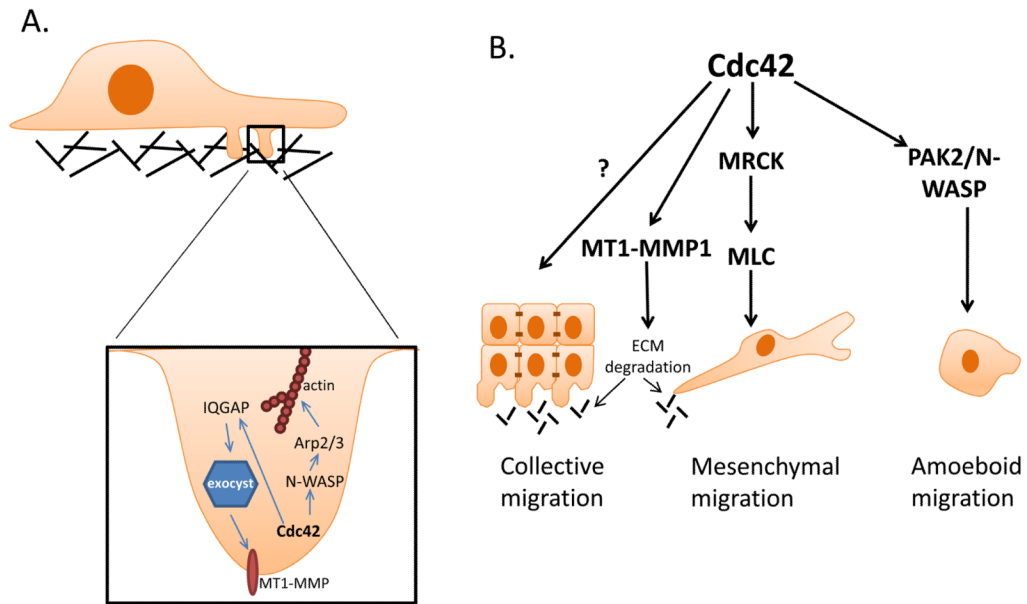 A.
actin
IQGAP
Arp2/3
exocyst
N-WASP
Cdc42
MT1-MMP
B.
Cdc42
?
MRCK
PAK2/N-
WASP
MT1-MMP1
MLC
ECM
degradation
Collective
migration
Mesenchymal
migration
Amoeboid
migration